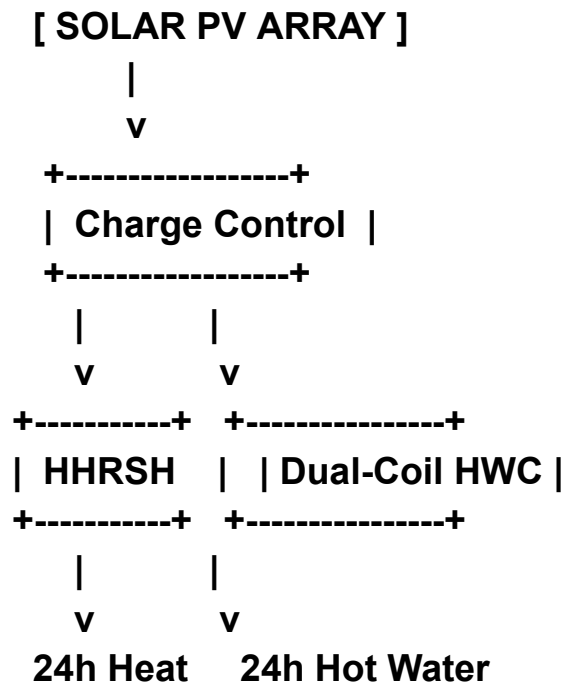 [ SOLAR PV ARRAY ]
|
v
+------------------+
| Charge Control |
+------------------+
| |
v v
+-----------+ +----------------+
| HHRSH | | Dual-Coil HWC |
+-----------+ +----------------+
| |
v v
24h Heat 24h Hot Water